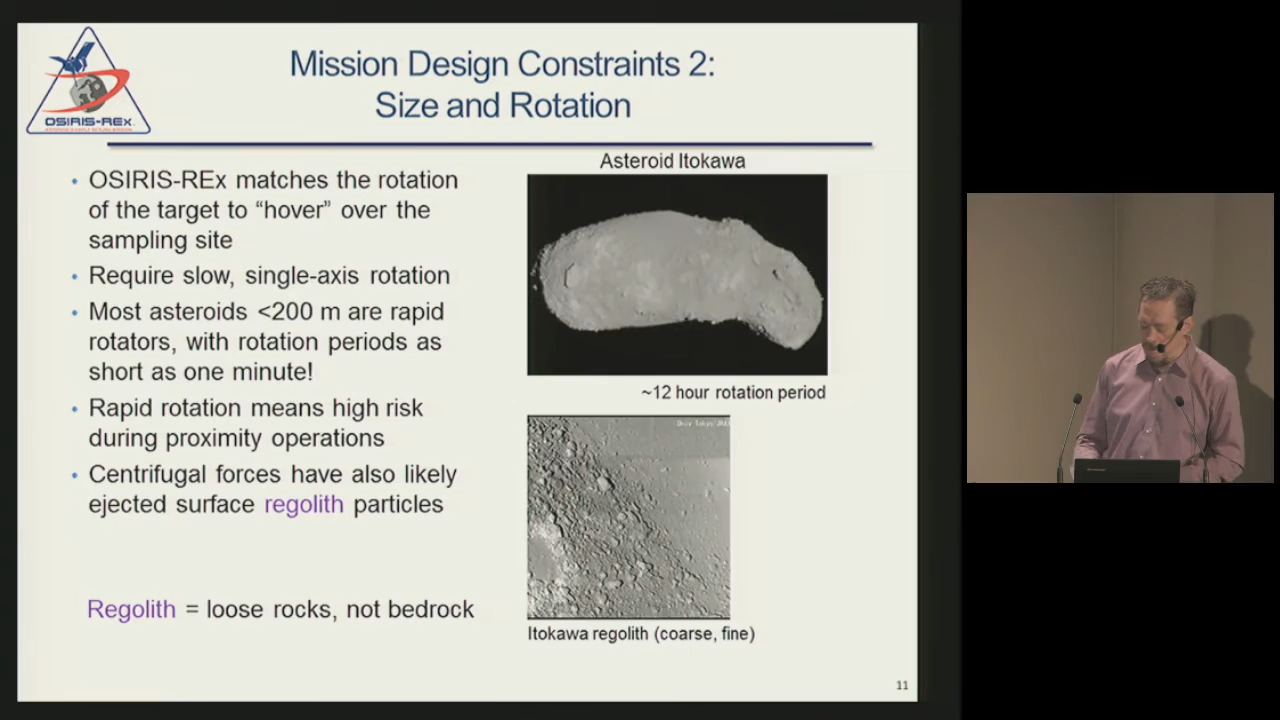 Mission Design Constraints 2:
Size and Rotation
OSIRIS-REx
• OSIRIS-REx matches the rotation
of the target to “hover” over the
sampling site
• Require slow, single-axis rotation
• Most asteroids <200 m are rapid
rotators, with rotation periods as
short as one minute!
• Rapid rotation means high risk
during proximity operations
• Centrifugal forces have also likely
ejected surface regolith particles
Regolith = loose rocks, not bedrock
Asteroid Itokawa
~12 hour rotation period
Itokawa regolith (coarse, fine)
11